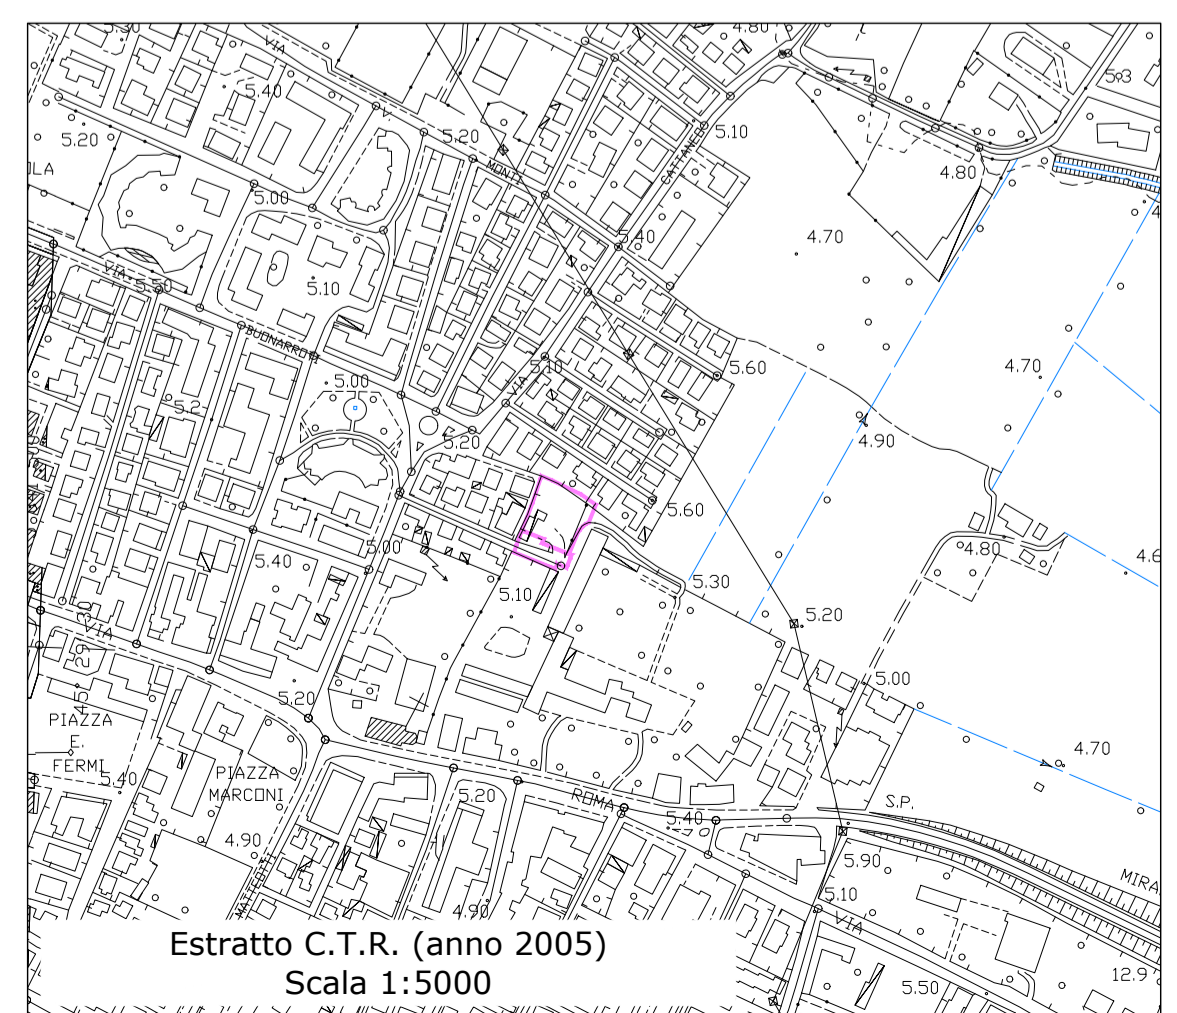 5.30
4.80
VIA
5.40
5.3
5.20
5.20
5.10
CATTANEO
MONTI
4.80
OLA
5.00
5.40
4.70
VIA
5.50
5.10
BUONARROTI
5.00
5.10
5.60
4.70
VIA
5.2
5.20
4.90
5.60
5.00
4.80
5.40
5.10
5.30
30
VIA
29
5.20
5.00
45
5.20
PIAZZA
E.
FERMI
4.70
5.40
PIAZZA
MARCONI
5.20
ROMA
S.P.
5.40
4.90
5.90
MIRA
MATTEOTTI
4.90
5.10
VIA
12.9
5.50
Estratto C.T.R. (anno 2005)
Scala 1:5000